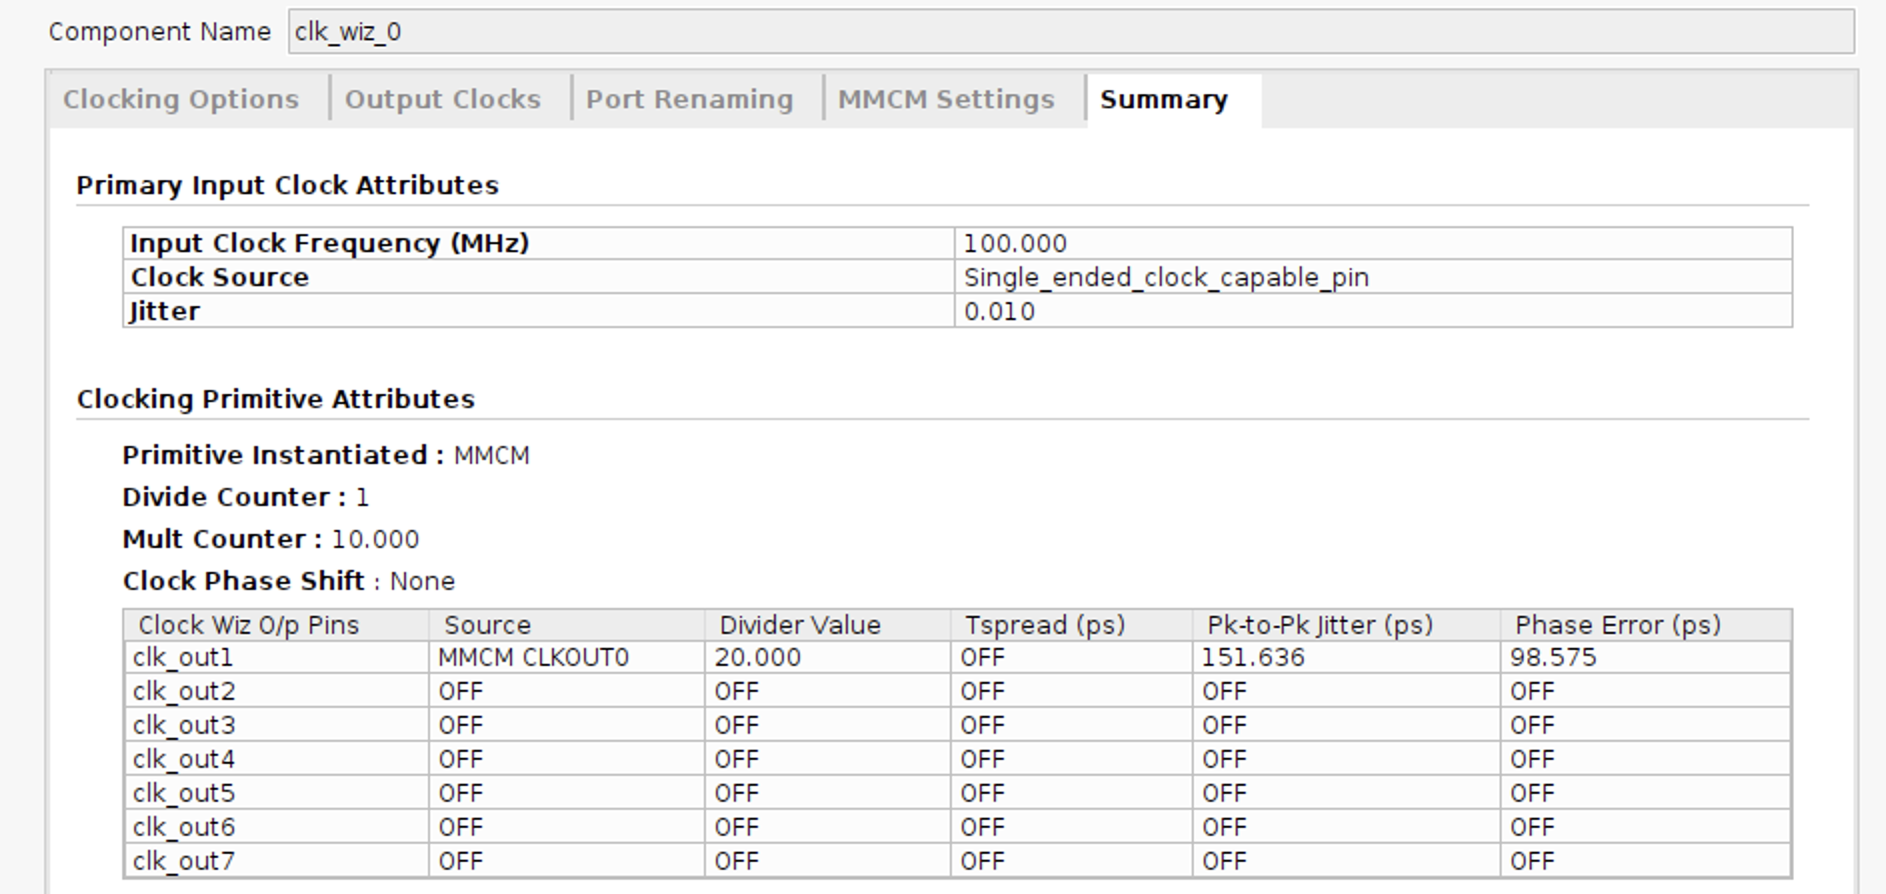 Component Name clk_wiz_0
Clocking Options Output Clocks Port Renaming MMCM Settings Summary
Primary Input Clock Attributes
Input Clock Frequency (MHz) 100.000
Clock Source Single_ended_clock_capable_pin
Jitter 0.010
Clocking Primitive Attributes
Primitive Instantiated : MMCM
Divide Counter : 1
Mult Counter : 10.000
Clock Phase Shift : None
Clock Wiz O/p Pins Source Divider Value Tspread (ps) Pk-to-Pk Jitter (ps) Phase Error (ps)
clk_out1 MMCM CLKOUT0 20.000 OFF 151.636 98.575
clk_out2 OFF OFF OFF OFF OFF
clk_out3 OFF OFF OFF OFF OFF
clk_out4 OFF OFF OFF OFF OFF
clk_out5 OFF OFF OFF OFF OFF
clk_out6 OFF OFF OFF OFF OFF
clk_out7 OFF OFF OFF OFF OFF